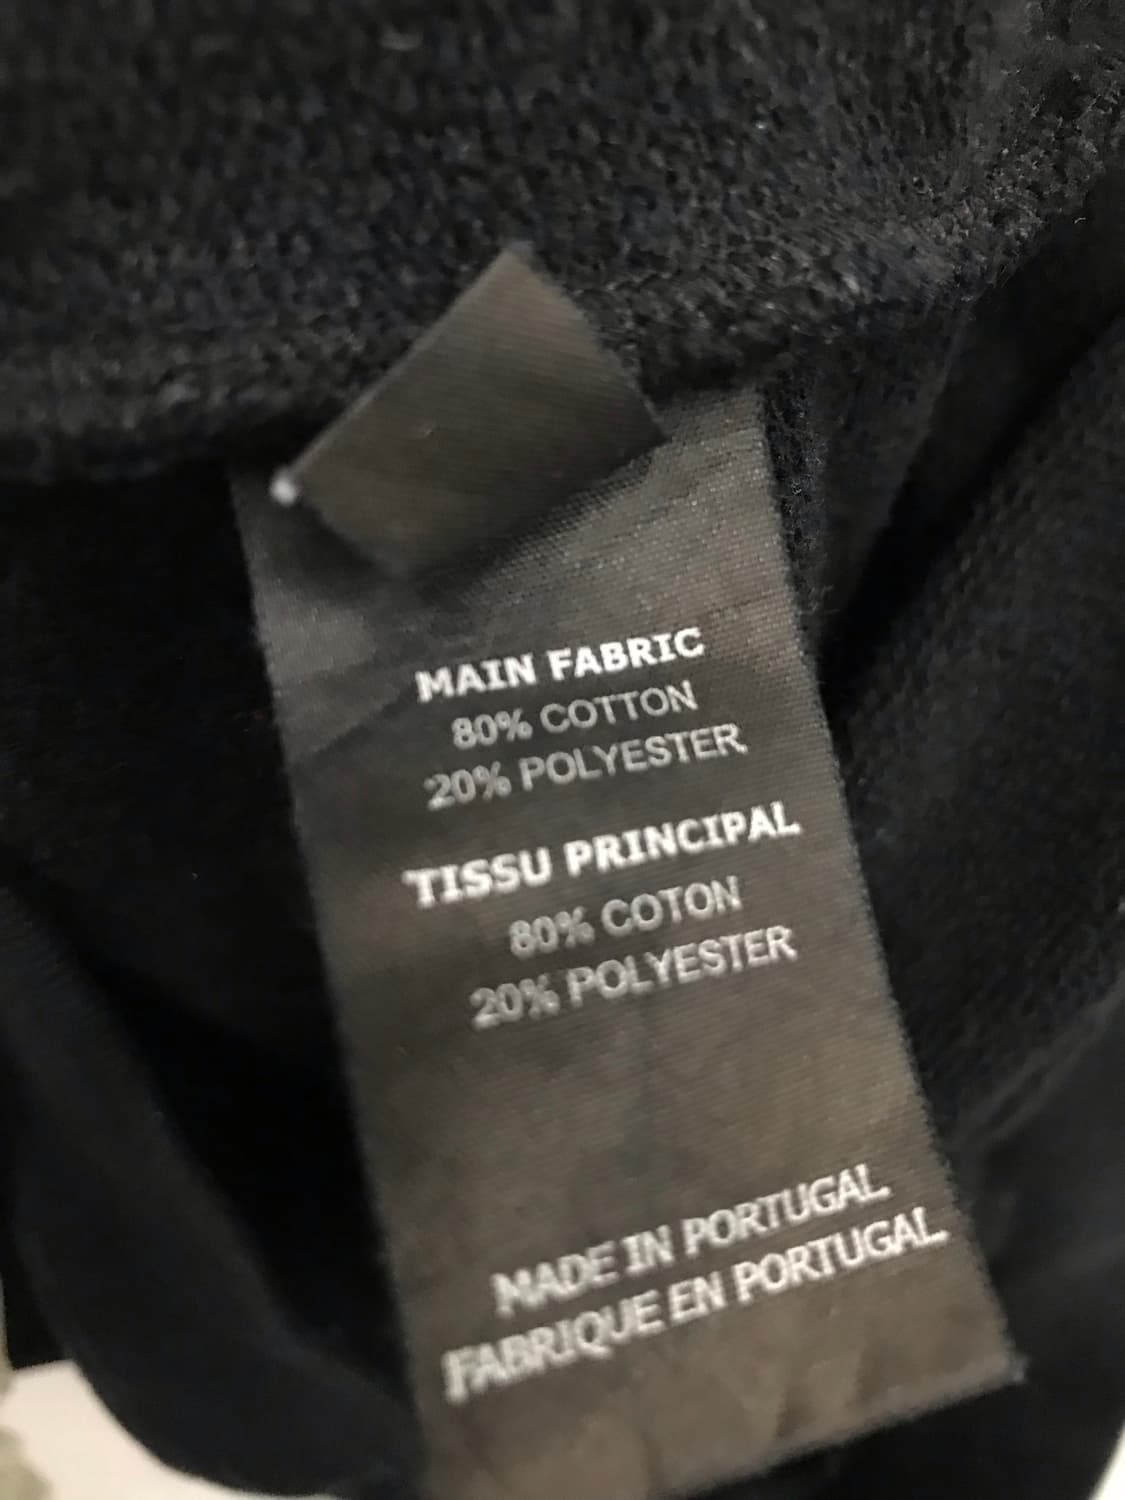 MAIN FABRIC
80% COTTON
20% POLYESTER
TISSU PRINCIPAL
80% COTON
20% POLYESTER
MADE IN PORTUGAL
FABRIQUE EN PORTUGAL